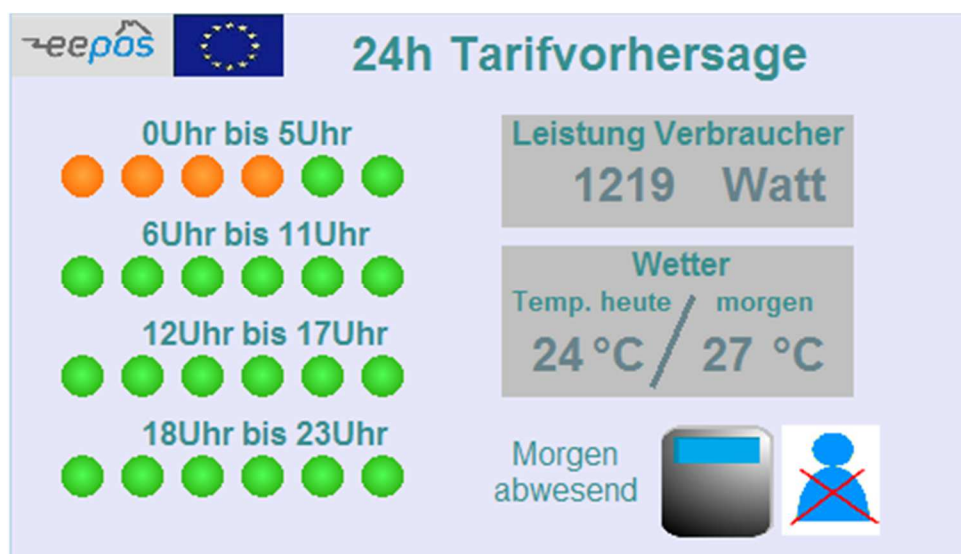 eepos
24h Tarifvorhersage
0Uhr bis 5Uhr
6Uhr bis 11Uhr
12Uhr bis 17Uhr
18Uhr bis 23Uhr
Leistung Verbraucher
1219 Watt
Wetter
Temp. heute / morgen
24 °C / 27 °C
Morgen
abwesend